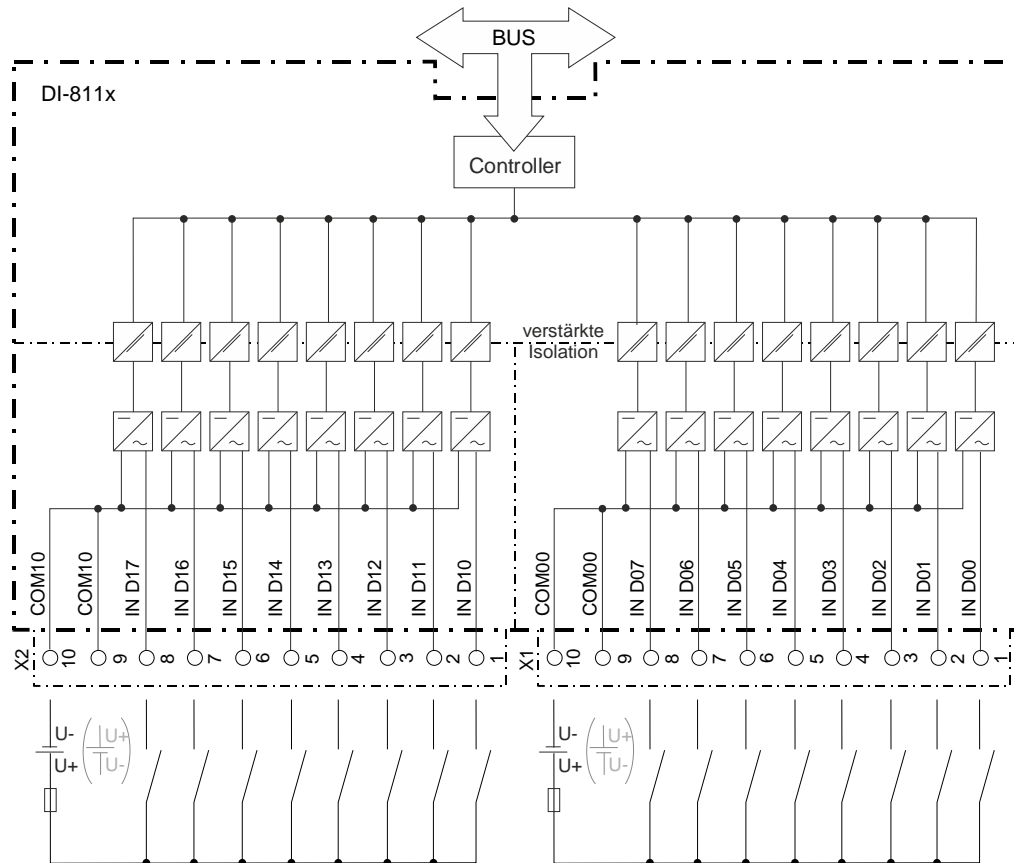 BUS
DI-811x
Controller
verstärkte
Isolation
COM10
COM10
IN D17
IN D16
IN D15
IN D14
IN D13
IN D12
IN D11
IN D10
COM00
COM00
IN D07
IN D06
IN D05
IN D04
IN D03
IN D02
IN D01
IN D00
X2
10
9
8
7
6
5
4
3
2
1
X1
10
9
8
7
6
5
4
3
2
1
U-
U+
U+
U-
U-
U+
U+
U-